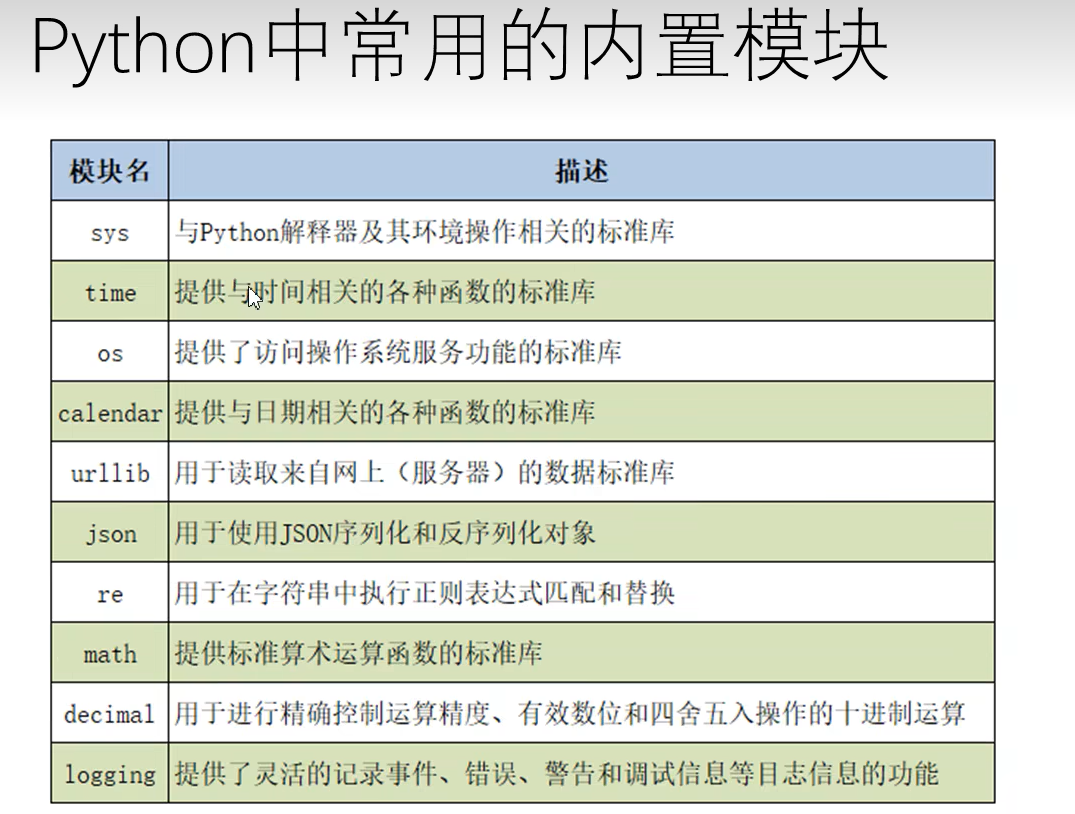 Python中常用的内置模块
模块名 描述
sys 与Python解释器及其环境操作相关的标准库
time 提供与时间相关的各种函数的标准库
os 提供了访问操作系统服务功能的标准库
calendar 提供与日期相关的各种函数的标准库
urllib 用于读取来自网上（服务器）的数据标准库
json 用于使用JSON序列化和反序列化对象
re 用于在字符串中执行正则表达式匹配和替换
math 提供标准算术运算函数的标准库
decimal 用于进行精确控制运算精度、有效数位和四舍五入操作的十进制运算
logging 提供了灵活的记录事件、错误、警告和调试信息等目志信息的功能